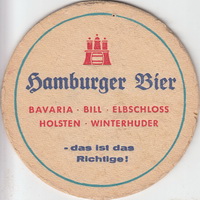 Hamburger Bier
BAVARIA · BILL · ELBSCHLOSS
HOLSTEN · WINTERHUDER
- das ist das
Richtige!